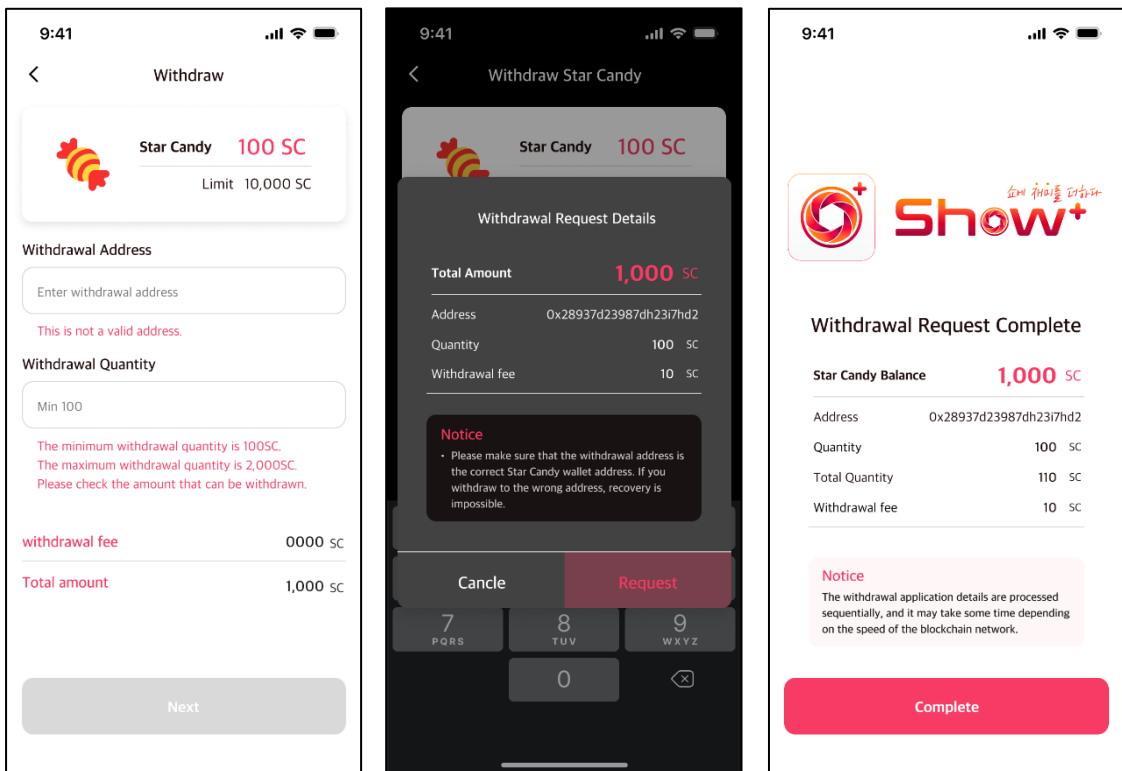 9:41
Withdraw
Star Candy 100 SC
Limit 10,000 SC
Withdrawal Address
Enter withdrawal address
This is not a valid address.
Withdrawal Quantity
Min 100
The minimum withdrawal quantity is 100SC.
The maximum withdrawal quantity is 2,000SC.
Please check the amount that can be withdrawn.
withdrawal fee 0000 SC
Total amount 1,000 SC
Next
9:41
Withdraw Star Candy
Star Candy 100 SC
Withdrawal Request Details
Total Amount 1,000 SC
Address 0x28937d23987dh23i7hd2
Quantity 100 SC
Withdrawal fee 10 SC
Notice
• Please make sure that the withdrawal address is
the correct Star Candy wallet address. If you
withdraw to the wrong address, recovery is
impossible.
Cancle Request
7 8 9
PQRS TUV WXYZ
0
9:41
쇼에 재미를 더하다
Show+
Withdrawal Request Complete
Star Candy Balance 1,000 SC
Address 0x28937d23987dh23i7hd2
Quantity 100 SC
Total Quantity 110 SC
Withdrawal fee 10 SC
Notice
The withdrawal application details are processed
sequentially, and it may take some time depending
on the speed of the blockchain network.
Complete